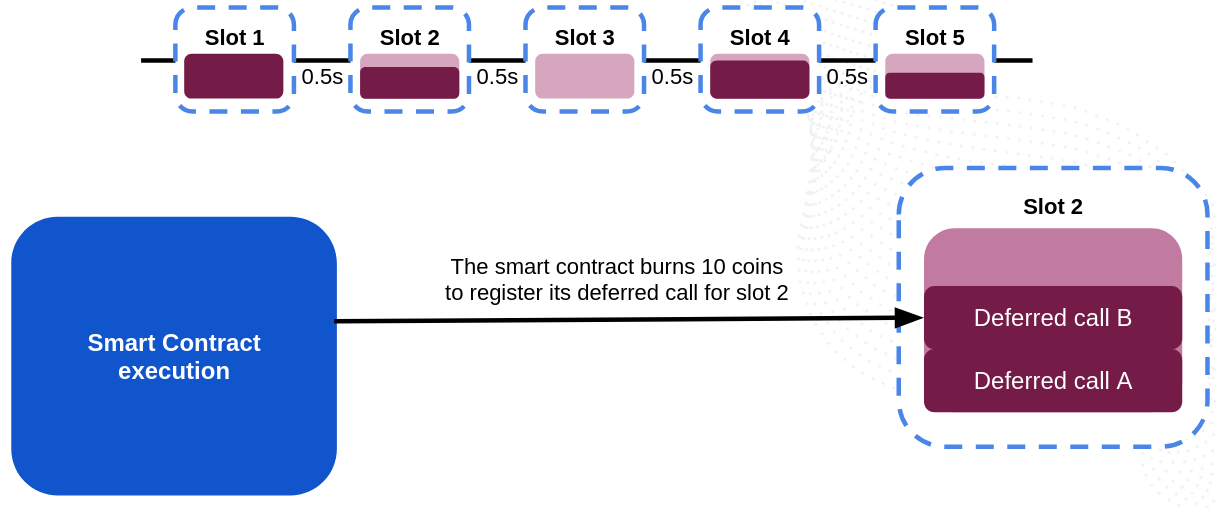 Slot 1
Slot 2
Slot 3
Slot 4
Slot 5
0.5s
0.5s
0.5s
0.5s
Slot 2
The smart contract burns 10 coins
to register its deferred call for slot 2
Deferred call B
Smart Contract
execution
Deferred call A